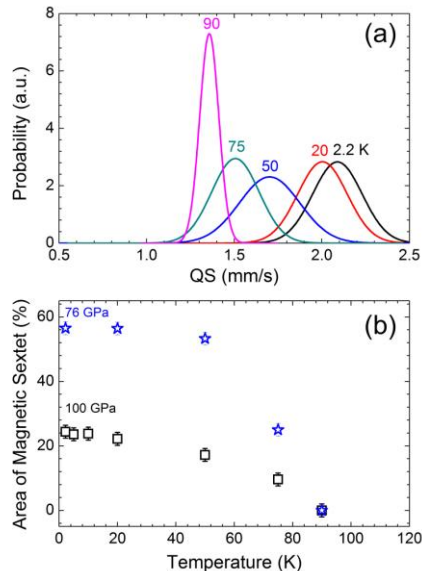 8
90
(a)
6
Probability (a.u.)
4
75
20 2.2 K
50
2
0
0.5 1.0 1.5 2.0 2.5
QS (mm/s)
60
76 GPa
(b)
Area of Magnetic Sextet (%)
40
100 GPa
20
0
0 20 40 60 80 100 120
Temperature (K)